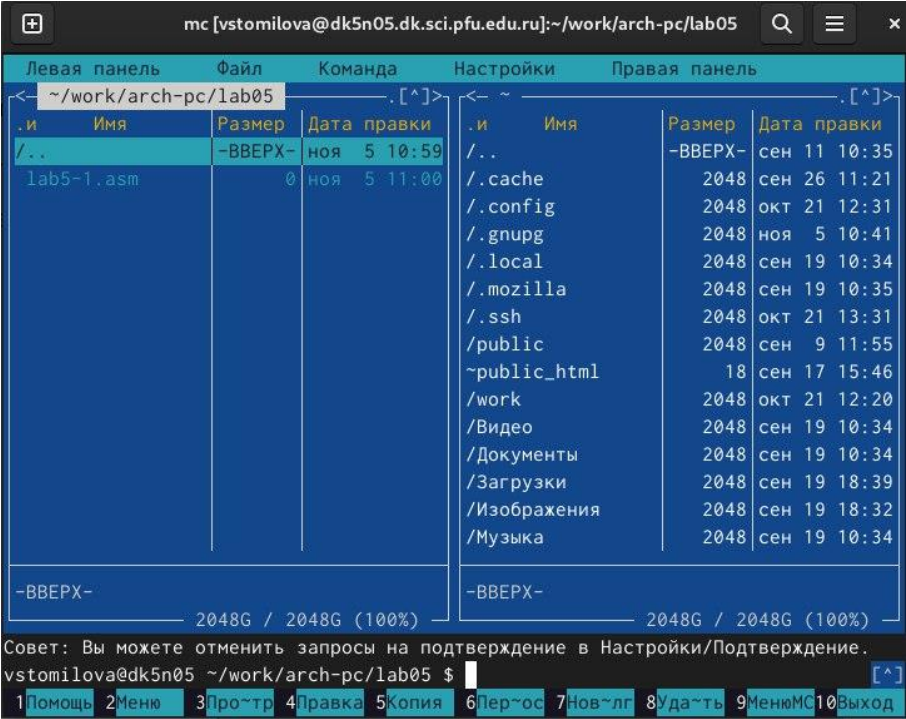 mc [vstomilova@dk5n05.dk.sci.pfu.edu.ru]:~/work/arch-pc/lab05
Левая панель Файл Команда Настройки Правая панель
<— ~/work/arch-pc/lab05 .[^]> <— ~ .[^]>
.и Имя Размер Дата правки .и Имя Размер Дата правки
/.. -ВВЕРХ- ноя 5 10:59 /.. -ВВЕРХ- сен 11 10:35
lab5-1.asm 0 ноя 5 11:00 /.cache 2048 сен 26 11:21
/.config 2048 окт 21 12:31
/.gnupg 2048 ноя 5 10:41
/.local 2048 сен 19 10:34
/.mozilla 2048 сен 19 10:35
/.ssh 2048 окт 21 13:31
/public 2048 сен 9 11:55
~public_html 18 сен 17 15:46
/work 2048 окт 21 12:20
/Видео 2048 сен 19 10:34
/Документы 2048 сен 19 10:34
/Загрузки 2048 сен 19 18:39
/Изображения 2048 сен 19 18:32
/Музыка 2048 сен 19 10:34
-ВВЕРХ- -ВВЕРХ-
2048G / 2048G (100%) 2048G / 2048G (100%)
Совет: Вы можете отменить запросы на подтверждение в Настройки/Подтверждение.
vstomilova@dk5n05 ~/work/arch-pc/lab05 $ [^]
1Помощь 2Меню 3Про~тр 4Правка 5Копия 6Пер~ос 7Нов~лг 8Уда~ть 9МенюMC 10Выход